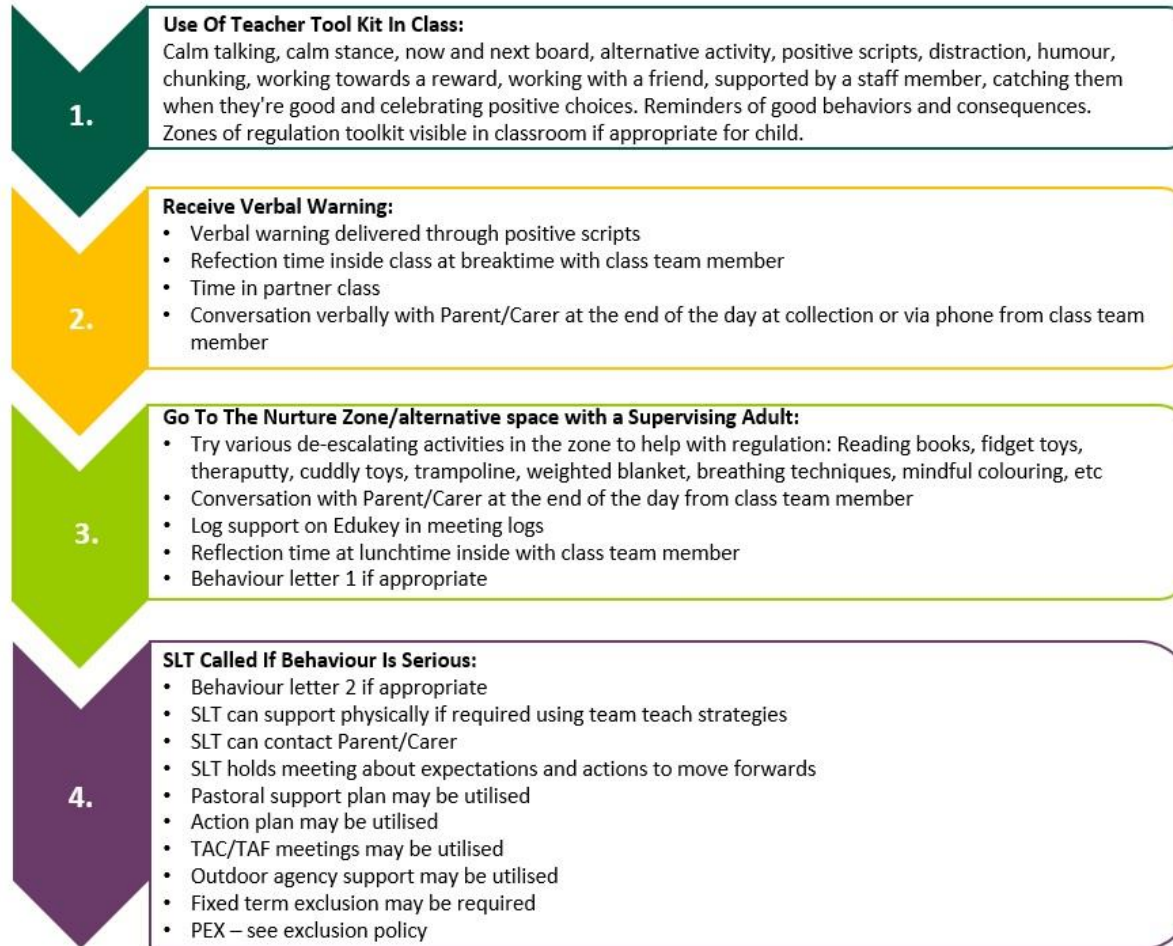 1.
Use Of Teacher Tool Kit In Class:
Calm talking, calm stance, now and next board, alternative activity, positive scripts, distraction, humour,
chunking, working towards a reward, working with a friend, supported by a staff member, catching them
when they're good and celebrating positive choices. Reminders of good behaviors and consequences.
Zones of regulation toolkit visible in classroom if appropriate for child.
2.
Receive Verbal Warning:
• Verbal warning delivered through positive scripts
• Refection time inside class at breaktime with class team member
• Time in partner class
• Conversation verbally with Parent/Carer at the end of the day at collection or via phone from class team
member
3.
Go To The Nurture Zone/alternative space with a Supervising Adult:
• Try various de-escalating activities in the zone to help with regulation: Reading books, fidget toys,
theraputty, cuddly toys, trampoline, weighted blanket, breathing techniques, mindful colouring, etc
• Conversation with Parent/Carer at the end of the day from class team member
• Log support on Edukey in meeting logs
• Reflection time at lunchtime inside with class team member
• Behaviour letter 1 if appropriate
4.
SLT Called If Behaviour Is Serious:
• Behaviour letter 2 if appropriate
• SLT can support physically if required using team teach strategies
• SLT can contact Parent/Carer
• SLT holds meeting about expectations and actions to move forwards
• Pastoral support plan may be utilised
• Action plan may be utilised
• TAC/TAF meetings may be utilised
• Outdoor agency support may be utilised
• Fixed term exclusion may be required
• PEX – see exclusion policy